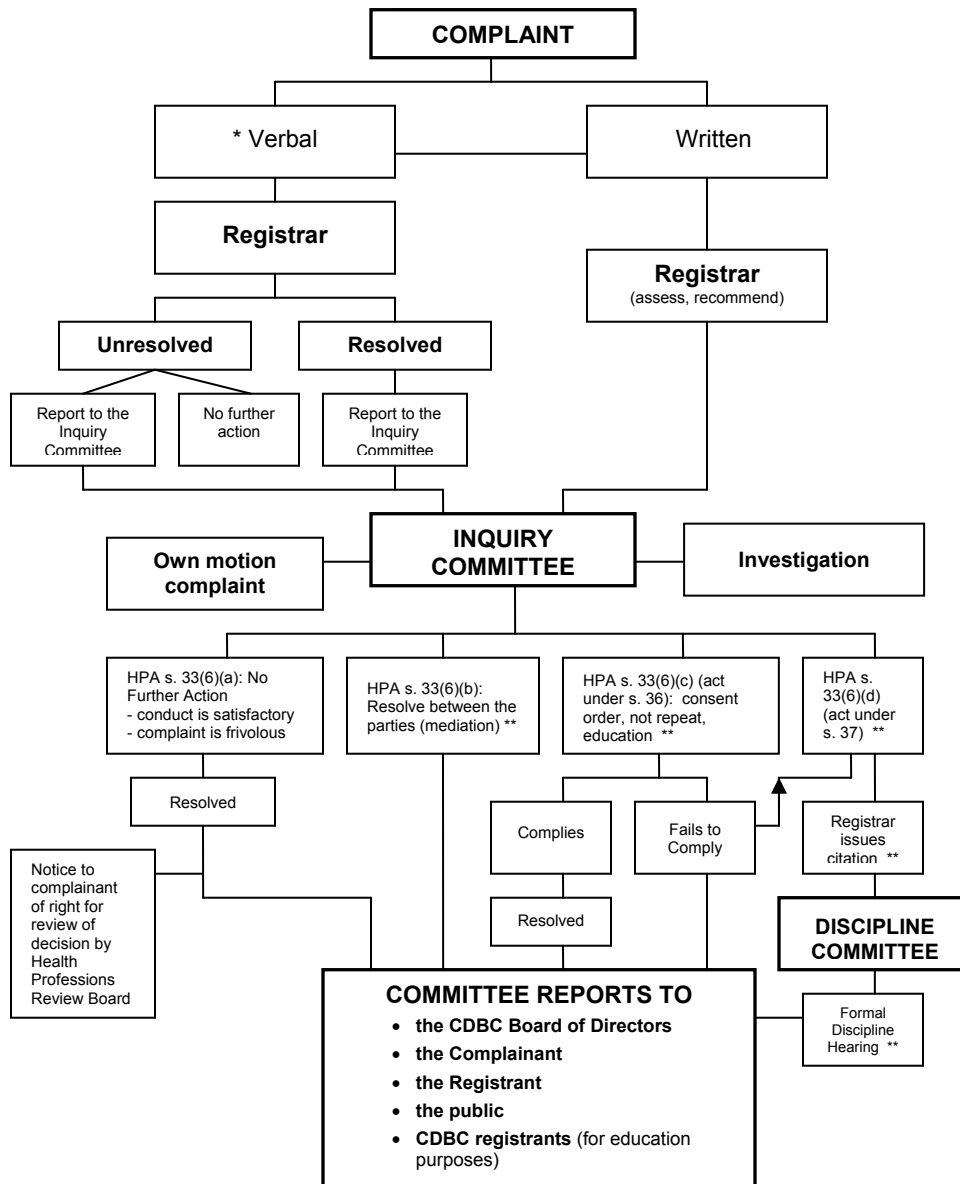 COMPLAINT
* Verbal
Written
Registrar
Registrar
(assess, recommend)
Unresolved
Resolved
Report to the
Inquiry
Committee
No further
action
Report to the
Inquiry
Committee
INQUIRY
COMMITTEE
Own motion
complaint
Investigation
HPA s. 33(6)(a): No
Further Action
- conduct is satisfactory
- complaint is frivolous
HPA s. 33(6)(b):
Resolve between the
parties (mediation) **
HPA s. 33(6)(c) (act
under s. 36): consent
order, not repeat,
education **
HPA s.
33(6)(d)
(act under
s. 37) **
Resolved
Complies
Fails to
Comply
Registrar
issues
citation **
Notice to
complainant
of right for
review of
decision by
Health
Professions
Review Board
Resolved
DISCIPLINE
COMMITTEE
COMMITTEE REPORTS TO
• the CDBC Board of Directors
• the Complainant
• the Registrant
• the public
• CDBC registrants (for education
purposes)
Formal
Discipline
Hearing **